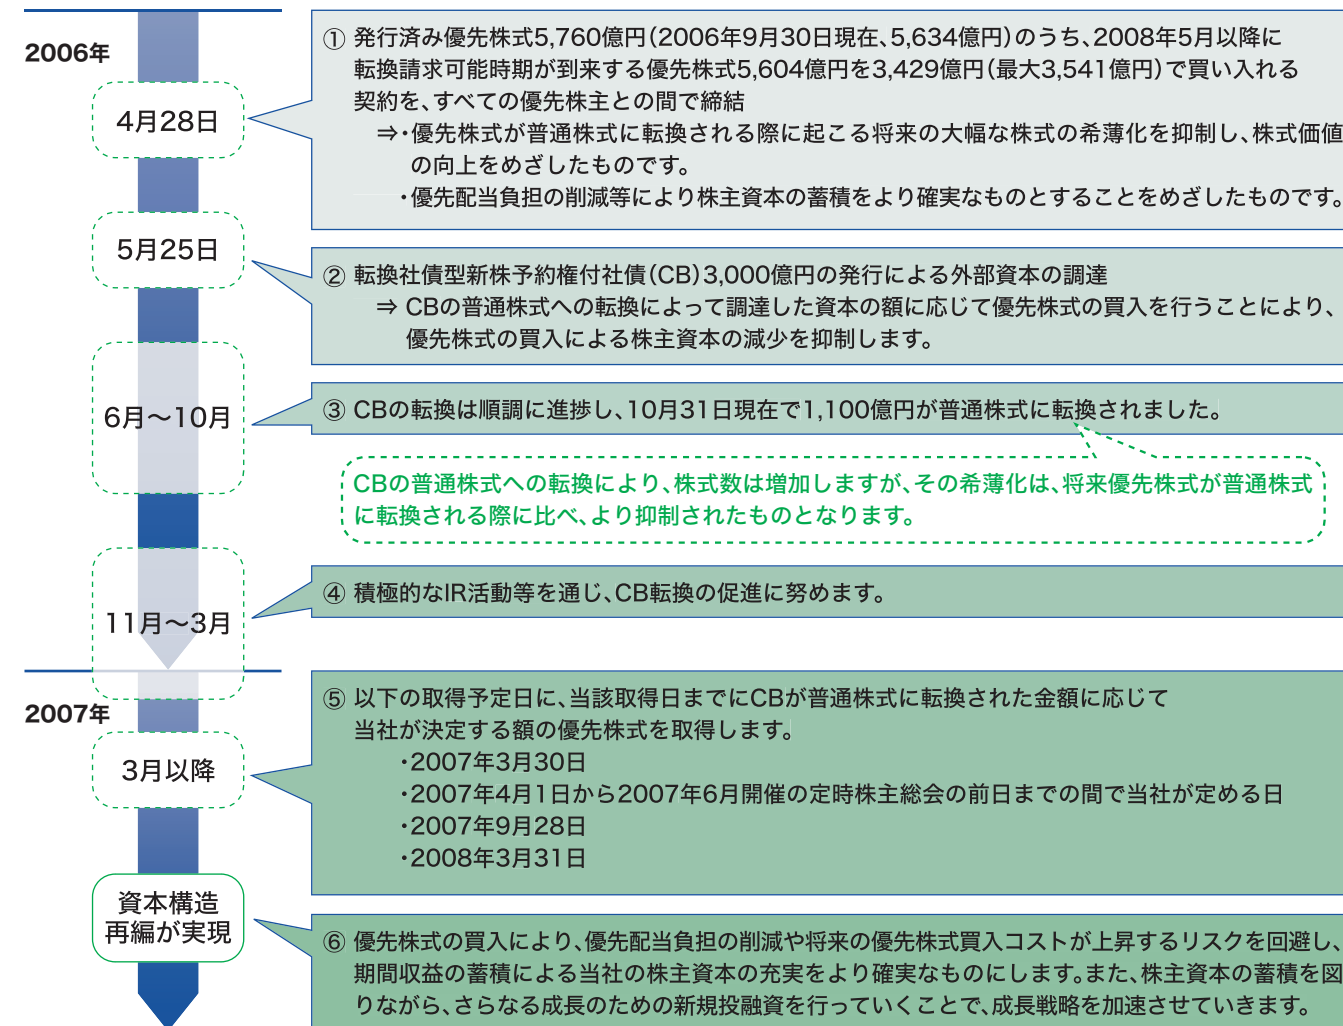 2006年
4月28日
① 発行済み優先株式5,760億円（2006年9月30日現在、5,634億円）のうち、2008年5月以降に
転換請求可能時期が到来する優先株式5,604億円を3,429億円（最大3,541億円）で買い入れる
契約を、すべての優先株主との間で締結
⇒・優先株式が普通株式に転換される際に起こる将来の大幅な株式の希薄化を抑制し、株式価値
の向上をめざしたものです。
・優先配当負担の削減等により株主資本の蓄積をより確実なものとすることをめざしたものです。
5月25日
② 転換社債型新株予約権付社債（CB）3,000億円の発行による外部資本の調達
⇒ CBの普通株式への転換によって調達した資本の額に応じて優先株式の買入を行うことにより、
優先株式の買入による株主資本の減少を抑制します。
6月～10月
③ CBの転換は順調に進捗し、10月31日現在で1,100億円が普通株式に転換されました。
CBの普通株式への転換により、株式数は増加しますが、その希薄化は、将来優先株式が普通株式
に転換される際に比べ、より抑制されたものとなります。
11月～3月
④ 積極的なIR活動等を通じ、CB転換の促進に努めます。
2007年
3月以降
⑤ 以下の取得予定日に、当該取得日までにCBが普通株式に転換された金額に応じて
当社が決定する額の優先株式を取得します。
・2007年3月30日
・2007年4月1日から2007年6月開催の定時株主総会の前日までの間で当社が定める日
・2007年9月28日
・2008年3月31日
資本構造
再編が実現
⑥ 優先株式の買入により、優先配当負担の削減や将来の優先株式買入コストが上昇するリスクを回避し、
期間収益の蓄積による当社の株主資本の充実をより確実なものにします。また、株主資本の蓄積を図
りながら、さらなる成長のための新規投融資を行っていくことで、成長戦略を加速させていきます。